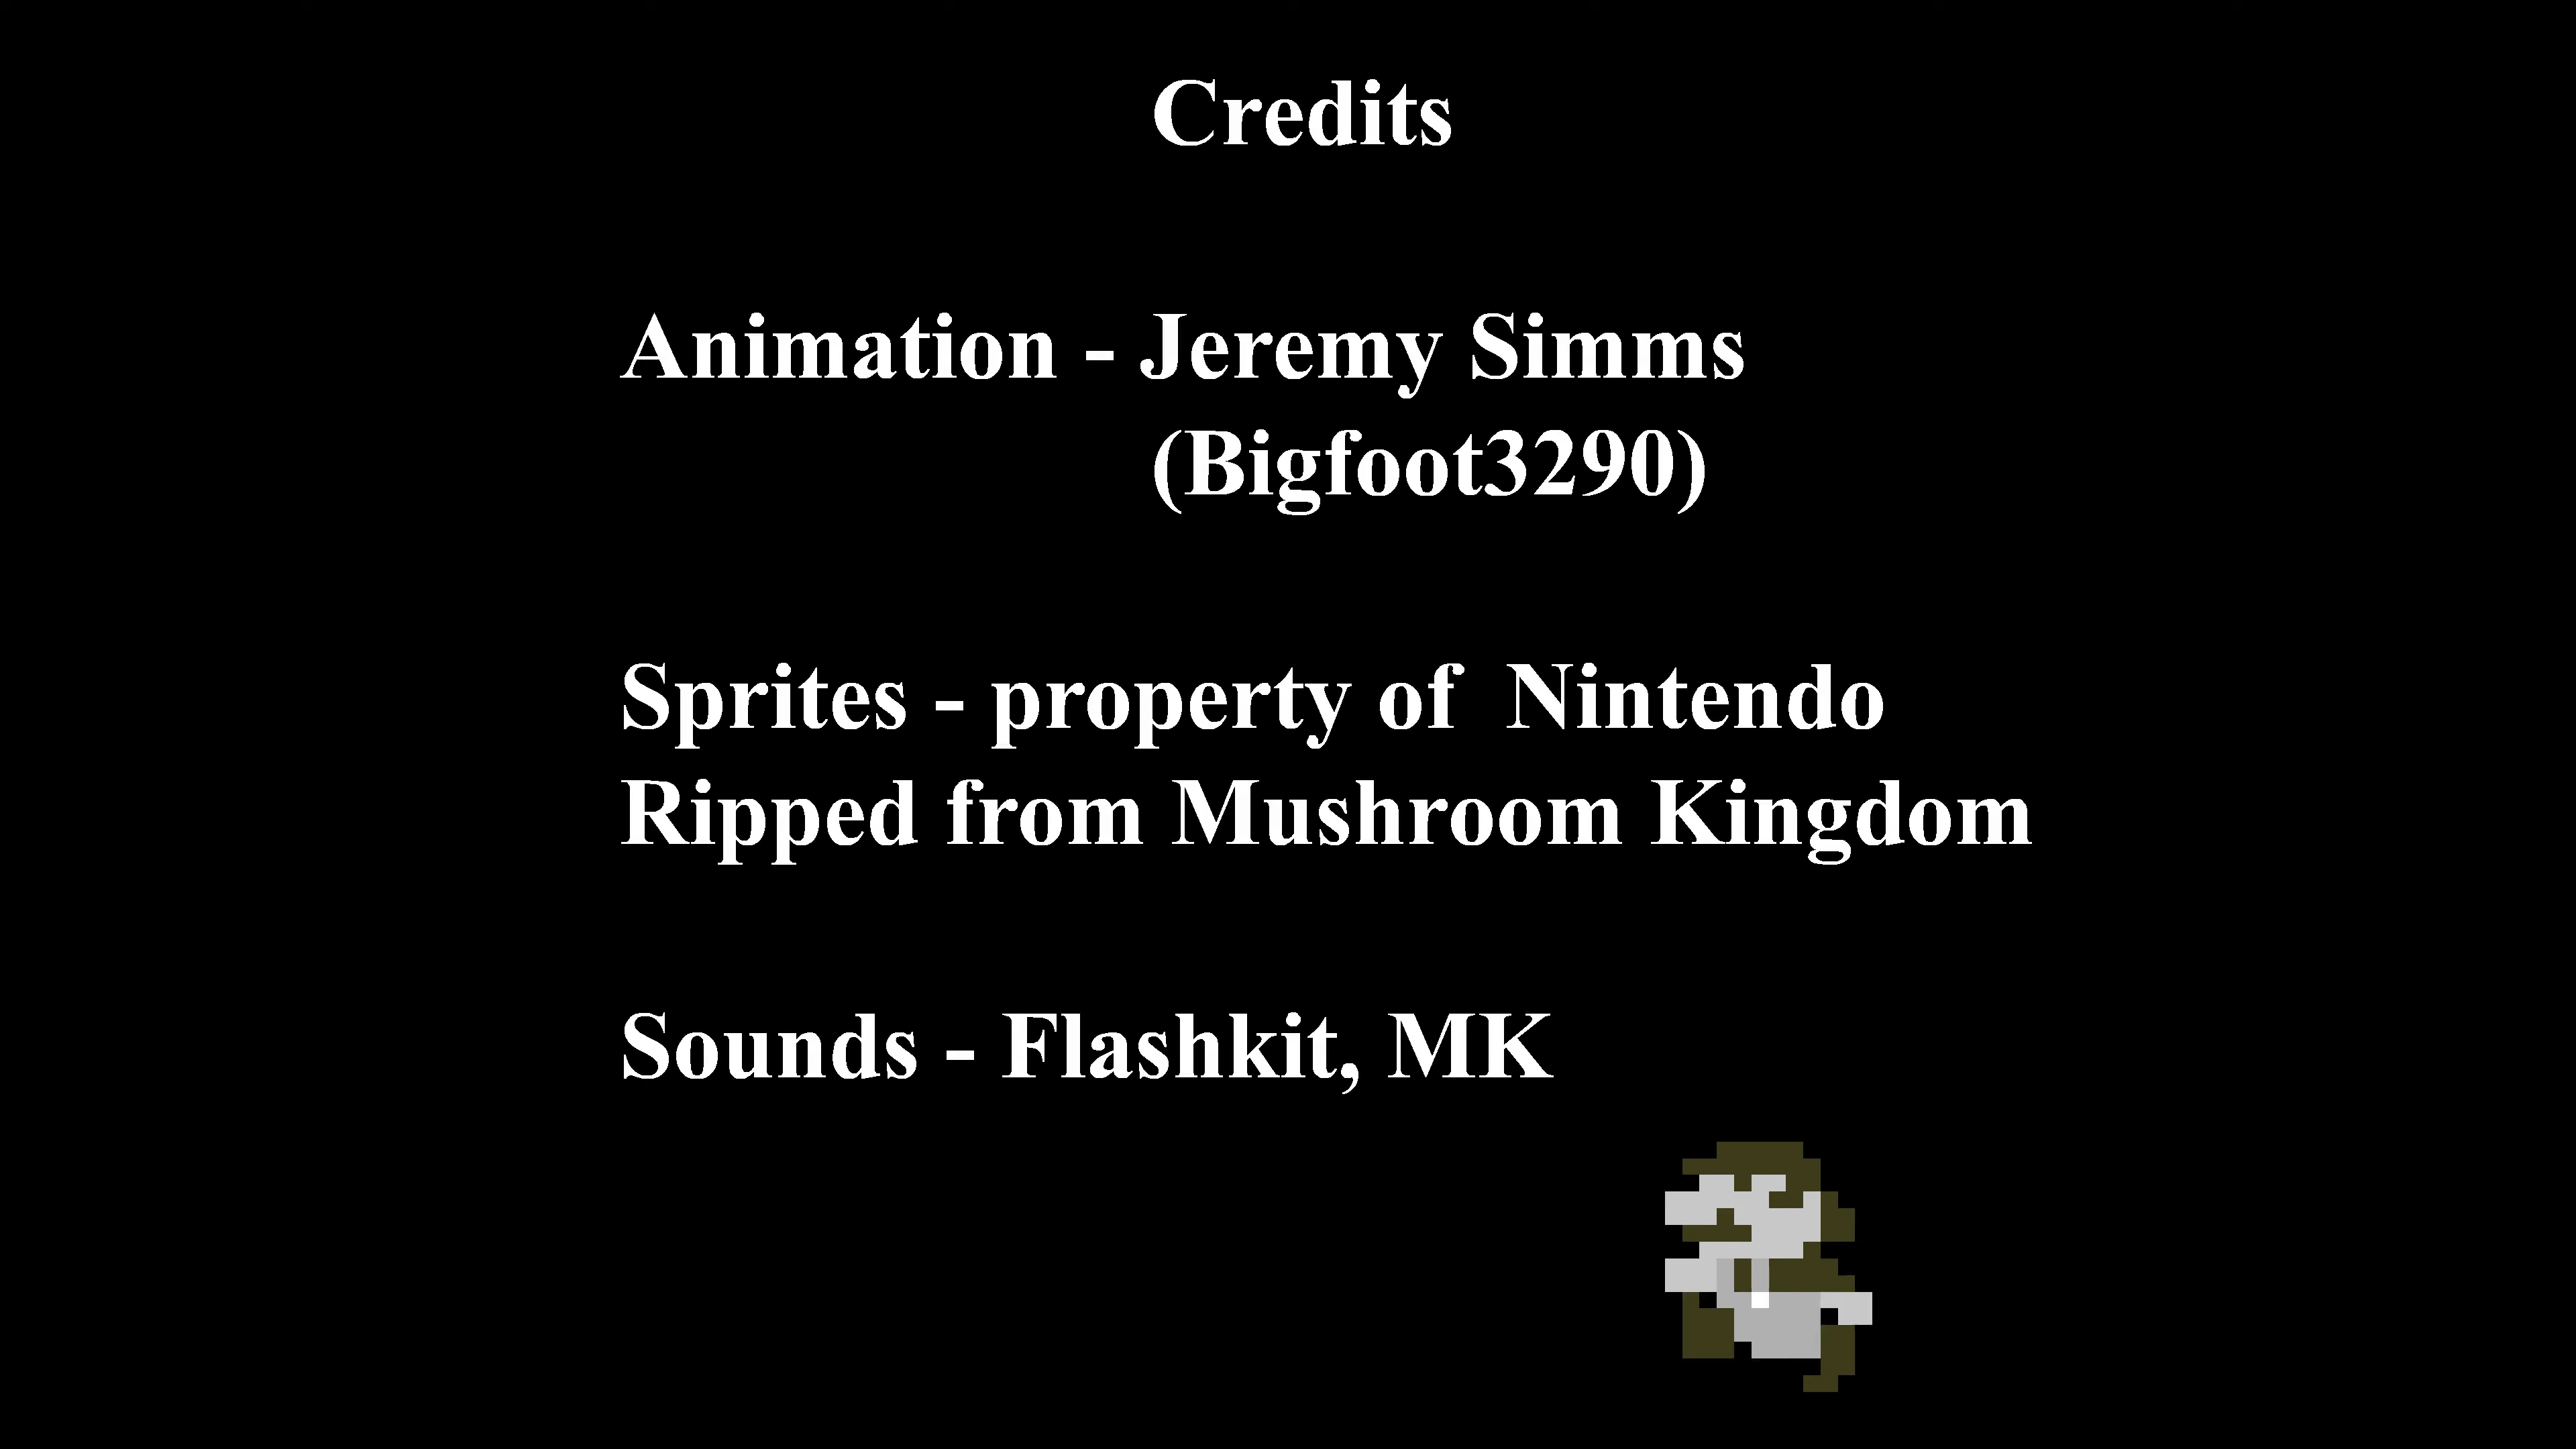 Credits
Animation - Jeremy Simms
(Bigfoot3290)
Sprites - property of Nintendo
Ripped from Mushroom Kingdom
Sounds - Flashkit, MK